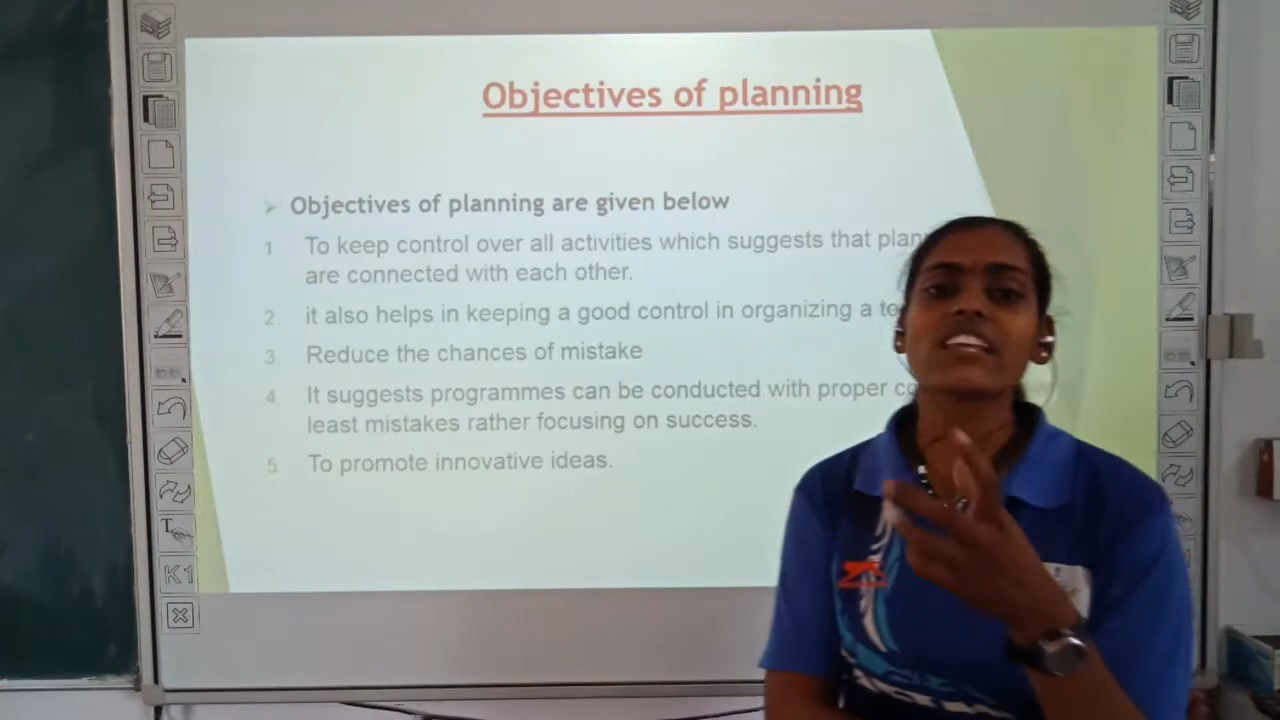 Objectives of planning
Objectives of planning are given below
1 To keep control over all activities which suggests that
are connected with each other.
2. it also helps in keeping a good control in organizing a
3. Reduce the chances of mistake
4. It suggests programmes can be conducted with proper
least mistakes rather focusing on success.
5. To promote innovative ideas.
T
K1